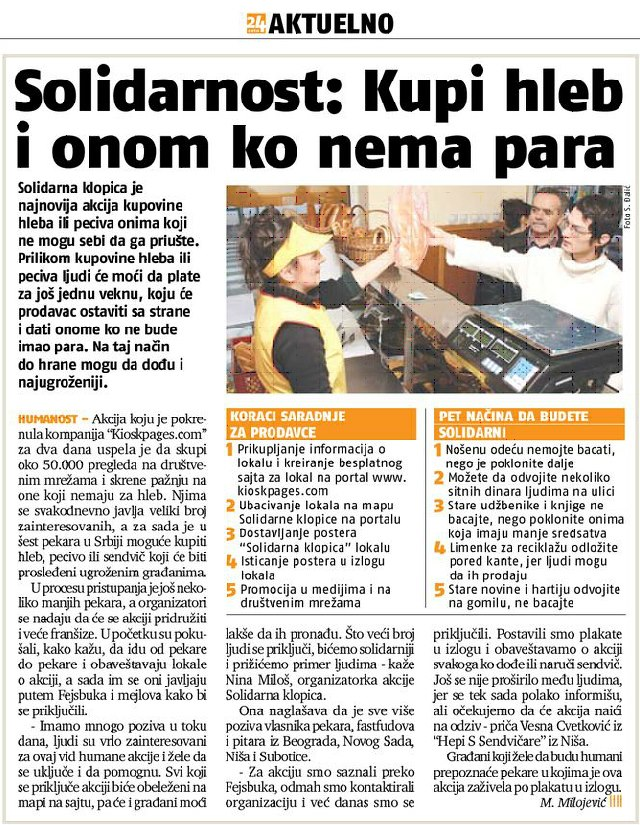 24 sata AKTUELNO
Solidarnost: Kupi hleb
i onom ko nema para
Solidarna klopica je
najnovija akcija kupovine
hleba ili peciva onima koji
ne mogu sebi da ga priušte.
Prilikom kupovine hleba ili
peciva ljudi će moći da plate
za još jednu veknu, koju će
prodavac ostaviti sa strane
i dati onome ko ne bude
imao para. Na taj način
do hrane mogu da dođu i
najugroženiji.
Foto S. Đalić
HUMANOST – Akcija koju je pokre-
nula kompanija “Kioskpages.com”
za dva dana uspela je da skupi
oko 50.000 pregleda na društve-
nim mrežama i skrene pažnju na
one koji nemaju za hleb. Njima
se svakodnevno javlja veliki broj
zainteresovanih, a za sada je u
šest pekara u Srbiji moguće kupiti
hleb, pecivo ili sendvič koji će biti
prosleđeni ugroženim građanima.
U procesu pristupanja je još neko-
liko manjih pekara, a organizatori
se nadaju da će se akciji pridružiti
i veće franšize. U početku su poku-
šali, kako kažu, da idu od pekare
do pekare i obaveštavaju lokale
o akciji, a sada im se oni javljaju
putem Fejsbuka i mejlova kako bi
se priključili.
- Imamo mnogo poziva u toku
dana, ljudi su vrlo zainteresovani
za ovaj vid humane akcije i žele da
se uključe i da pomognu. Svi koji
se priključe akciji biće obeleženi na
mapi na sajtu, pa će i građani moći
KORACI SARADNJE
ZA PRODAVCE
1 Prikupljanje informacija o
lokalu i kreiranje besplatnog
sajta za lokal na portal www.
kioskpages.com
2 Ubacivanje lokala na mapu
Solidarne klopice na portalu
3 Dostavljanje postera
“Solidarna klopica” lokalu
4 Isticanje postera u izlogu
lokala
5 Promocija u medijima i na
društvenim mrežama
PET NAČINA DA BUDETE
SOLIDARNI
1 Nošenu odeću nemojte bacati,
nego je poklonite dalje
2 Možete da odvojite nekoliko
sitnih dinara ljudima na ulici
3 Stare udžbenike i knjige ne
bacajte, nego poklonite onima
koja imaju manje sredsatva
4 Limenke za reciklažu odložite
pored kante, jer ljudi mogu
da ih prodaju
5 Stare novine i hartiju odvojite
na gomilu, ne bacajte
lakše da ih pronađu. Što veći broj
ljudi se priključi, bićemo solidarniji
i prižićemo primer ljudima - kaže
Nina Miloš, organizatorka akcije
Solidarna klopica.
Ona naglašava da je sve više
poziva vlasnika pekara, fastfudova
i pitara iz Beograda, Novog Sada,
Niša i Subotice.
- Za akciju smo saznali preko
Fejsbuka, odmah smo kontaktirali
organizaciju i već danas smo se
priključili. Postavili smo plakate
u izlogu i obaveštavamo o akciji
svakoga ko dođe ili naruči sendvič.
Još se nije proširilo među ljudima,
jer se tek sada polako informišu,
ali očekujemo da će akcija naići
na odziv - priča Vesna Cvetković iz
“Hepi S Sendvičare” iz Niša.
Građani koji žele da budu humani
prepoznaće pekare u kojima je ova
akcija zaživela po plakatu u izlogu.
M. Milojević